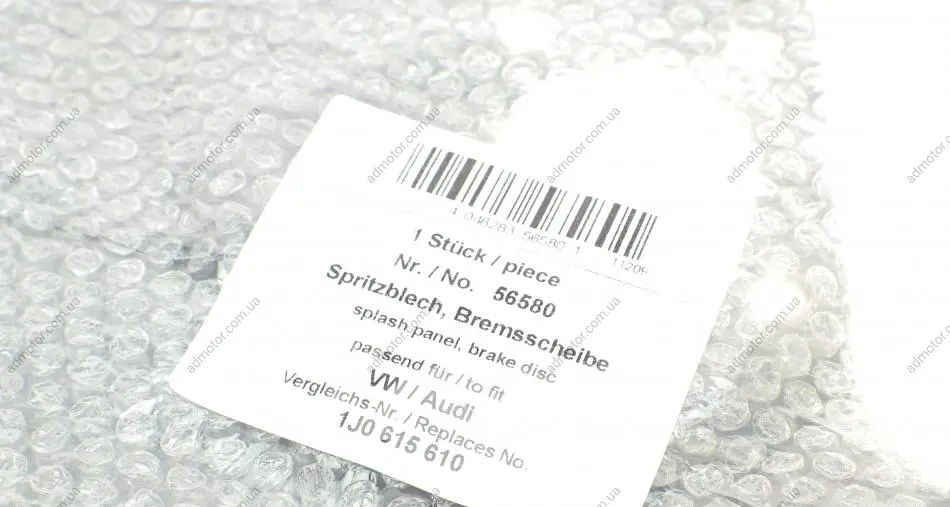 4 046283 56580 1 11209
1 Stück / piece
Nr. / No. 56580
Spritzblech, Bremsscheibe
splash panel, brake disc
passend für / to fit
VW / Audi
Vergleichs-Nr. / Replaces No.
1J0 615 610
admotor.com.ua